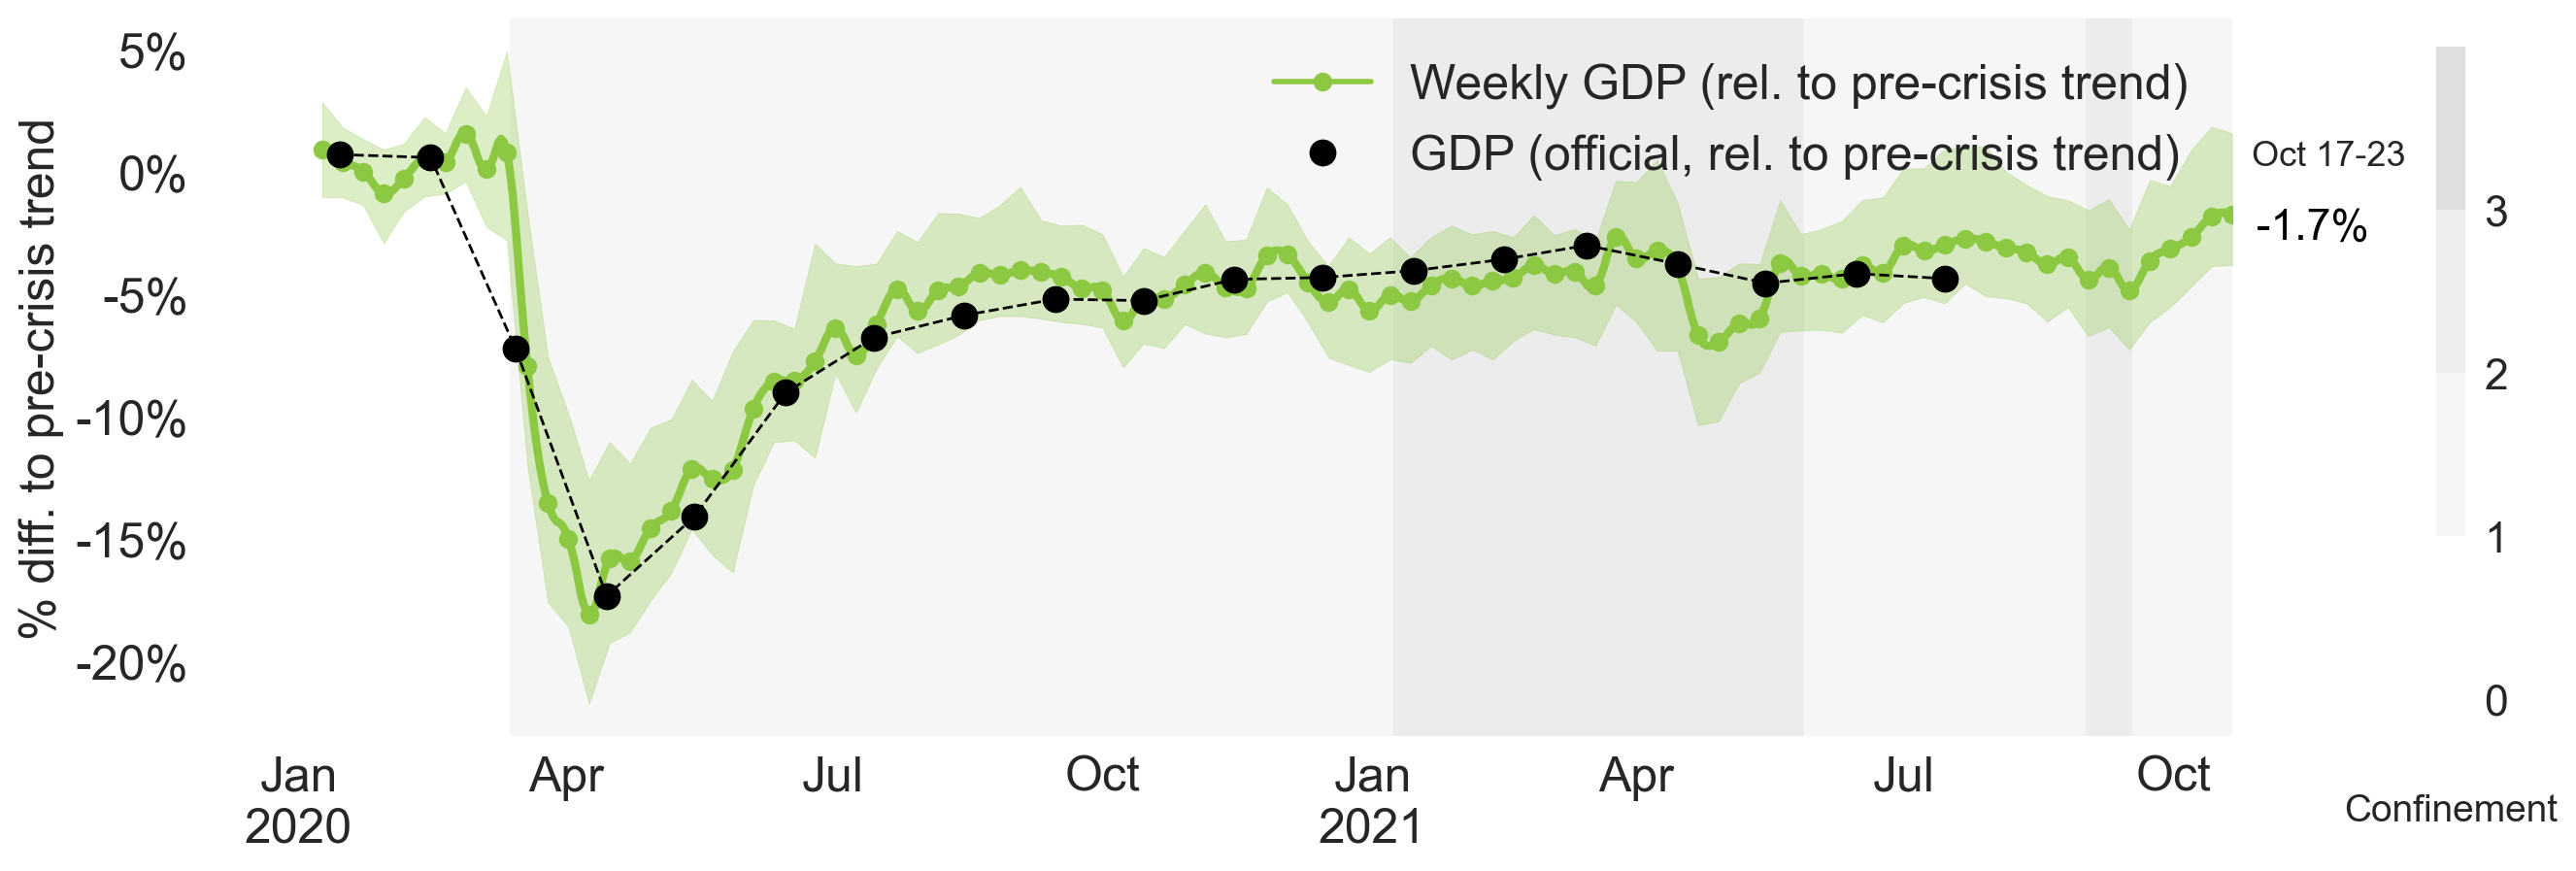 % diff. to pre-crisis trend
5%
0%
-5%
-10%
-15%
-20%
Weekly GDP (rel. to pre-crisis trend)
GDP (official, rel. to pre-crisis trend)
Oct 17-23
-1.7%
3
2
1
0
Confinement
Jan Apr Jul Oct Jan Apr Jul Oct
2020 2021